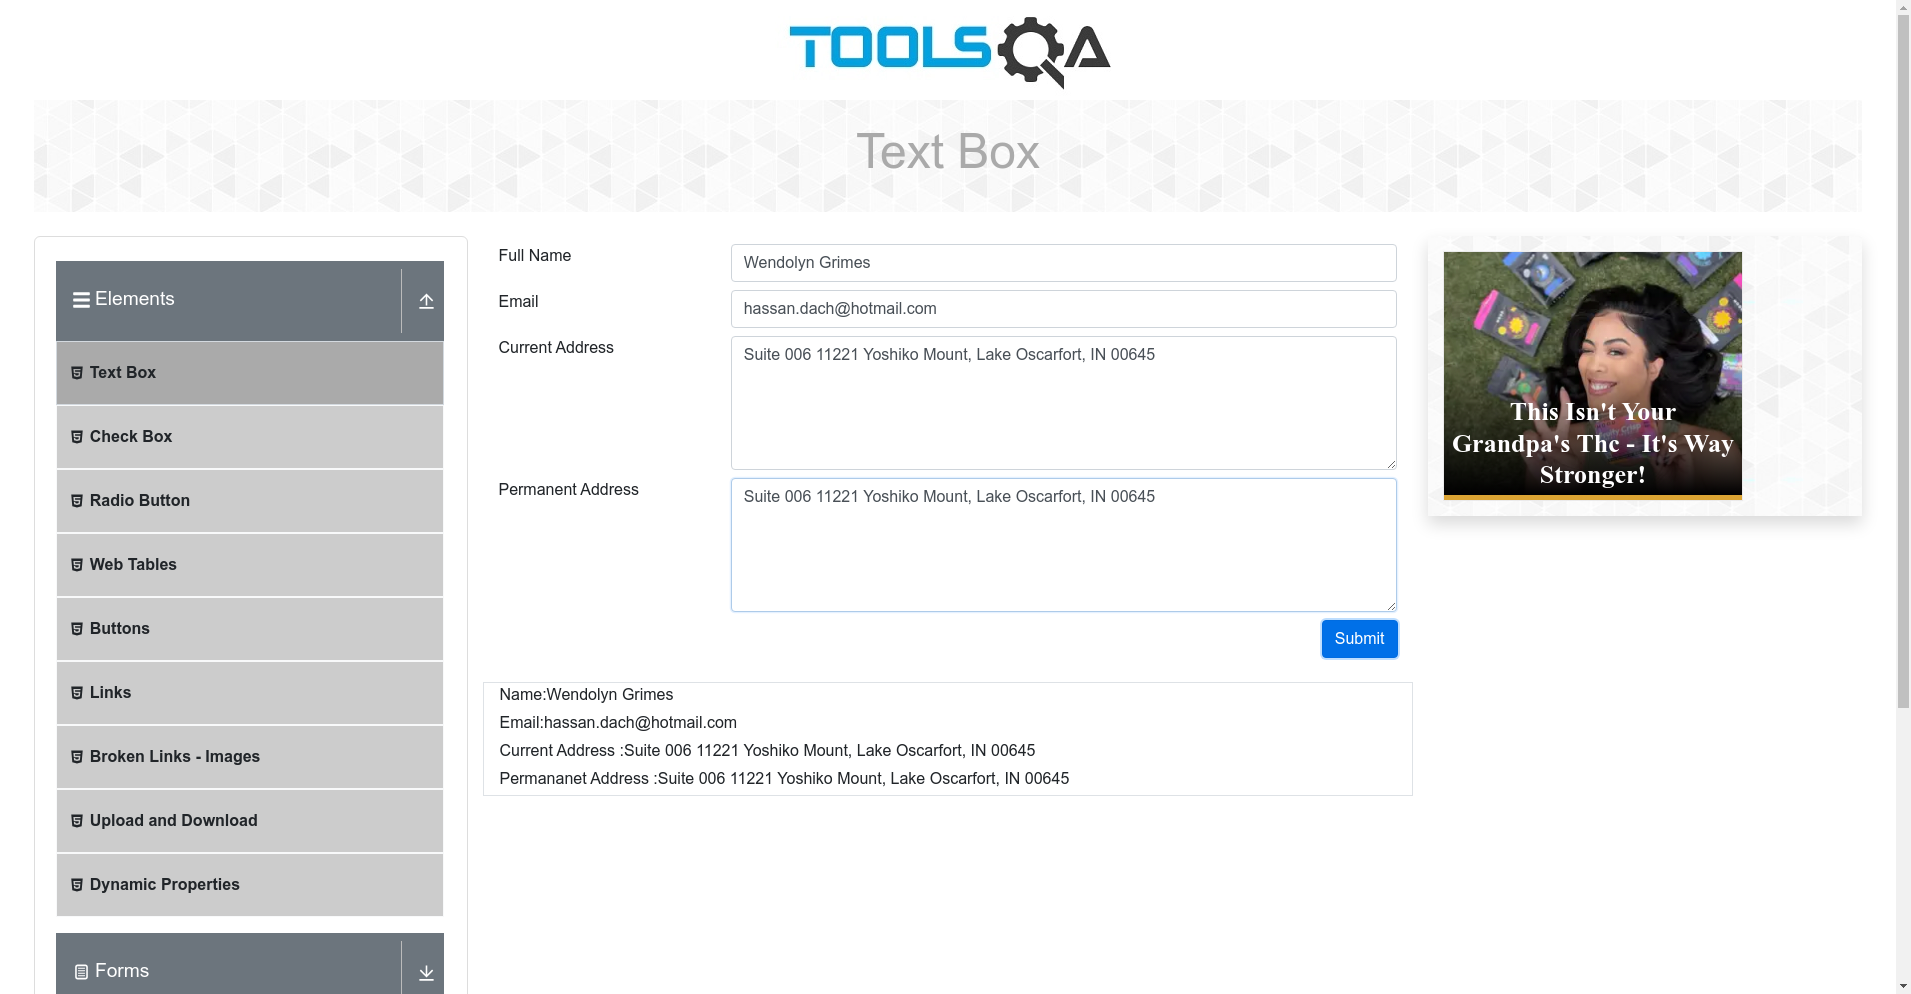 TOOLSQA
Text Box
Elements
Text Box
Check Box
Radio Button
Web Tables
Buttons
Links
Broken Links - Images
Upload and Download
Dynamic Properties
Forms
Full Name
Wendolyn Grimes
Email
hassan.dach@hotmail.com
Current Address
Suite 006 11221 Yoshiko Mount, Lake Oscarfort, IN 00645
Permanent Address
Suite 006 11221 Yoshiko Mount, Lake Oscarfort, IN 00645
Submit
Name:Wendolyn Grimes
Email:hassan.dach@hotmail.com
Current Address :Suite 006 11221 Yoshiko Mount, Lake Oscarfort, IN 00645
Permananet Address :Suite 006 11221 Yoshiko Mount, Lake Oscarfort, IN 00645
This Isn't Your
Grandpa's Thc - It's Way
Stronger!